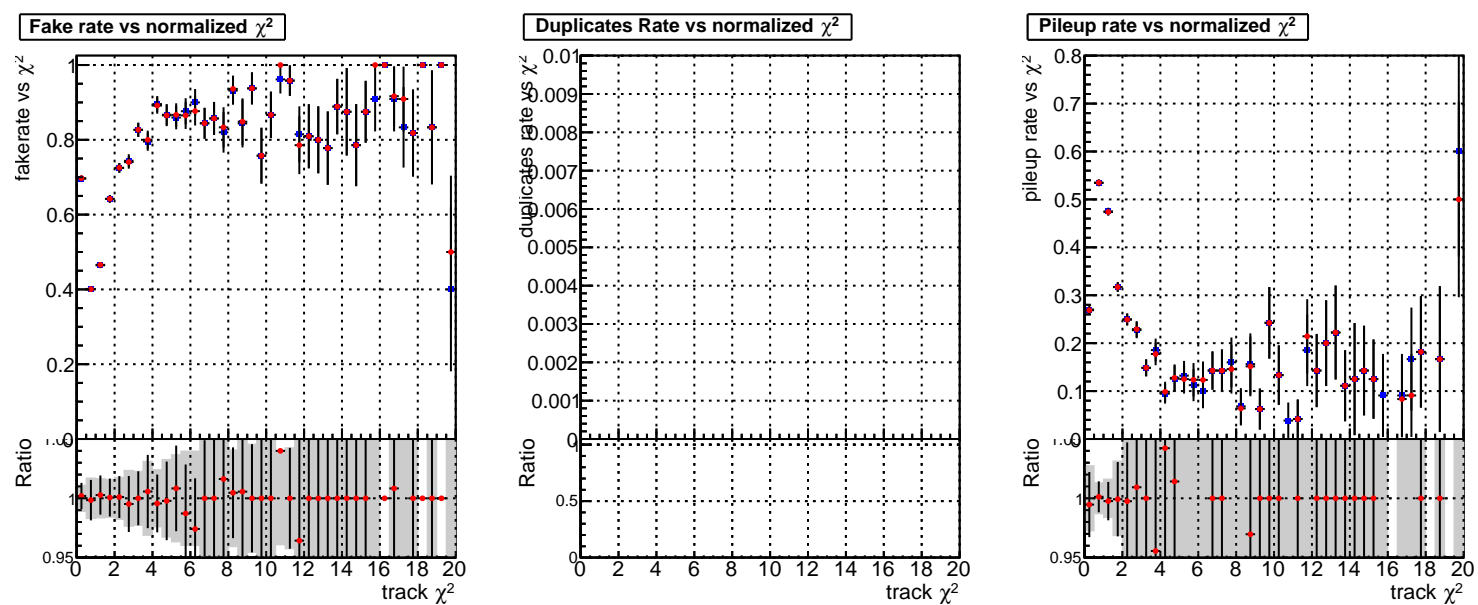 Fake rate vs normalized χ²
fakerate vs χ²
1
0.8
0.6
0.4
0.2
0
Ratio
1
0.95
0 2 4 6 8 10 12 14 16 18 20
track χ²
Duplicates Rate vs normalized χ²
duplicates rate vs χ²
0.01
0.009
0.008
0.007
0.006
0.005
0.004
0.003
0.002
0.001
0
Ratio
1
0.5
0
0 2 4 6 8 10 12 14 16 18 20
track χ²
Pileup rate vs normalized χ²
pileup rate vs χ²
0.8
0.7
0.6
0.5
0.4
0.3
0.2
0.1
0
Ratio
1
0.95
0 2 4 6 8 10 12 14 16 18 20
track χ²